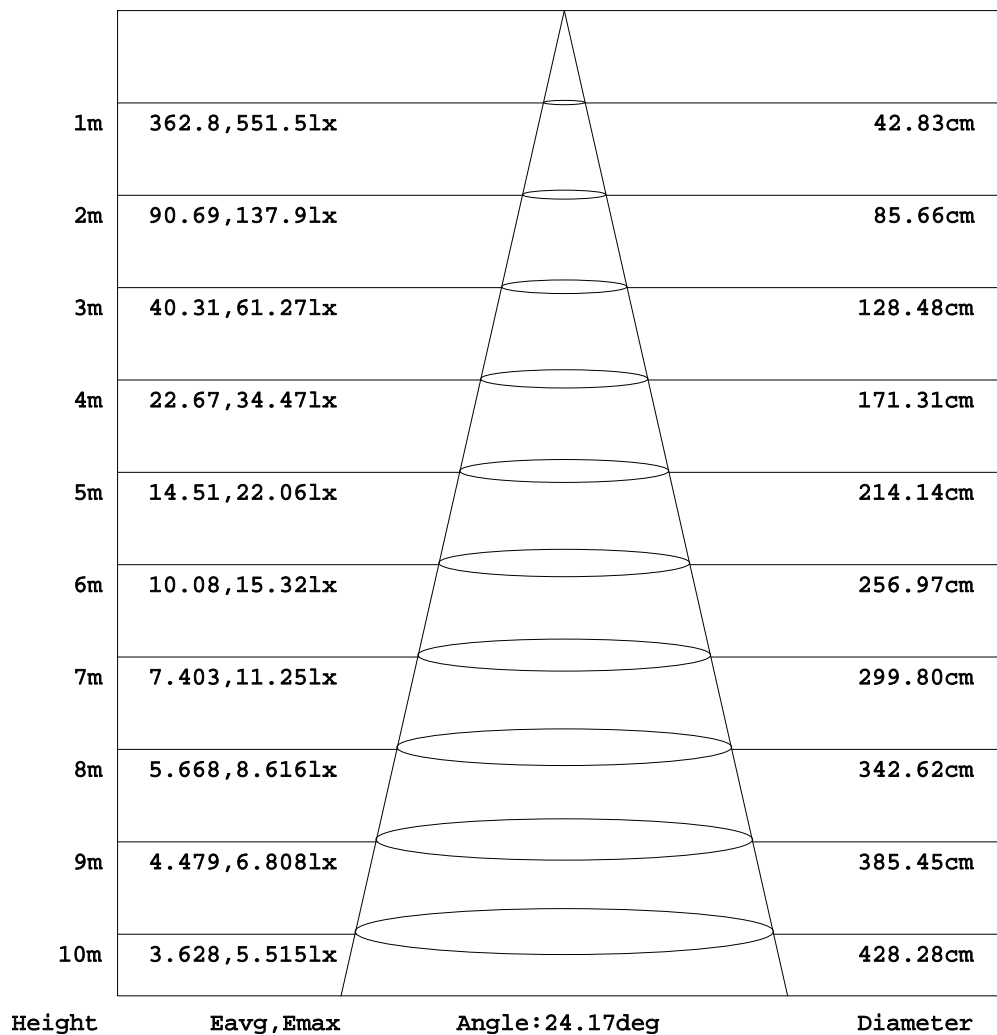 1m 362.8,551.5lx 42.83cm
2m 90.69,137.9lx 85.66cm
3m 40.31,61.27lx 128.48cm
4m 22.67,34.47lx 171.31cm
5m 14.51,22.06lx 214.14cm
6m 10.08,15.32lx 256.97cm
7m 7.403,11.25lx 299.80cm
8m 5.668,8.616lx 342.62cm
9m 4.479,6.808lx 385.45cm
10m 3.628,5.515lx 428.28cm
Height Eavg,Emax Angle:24.17deg Diameter